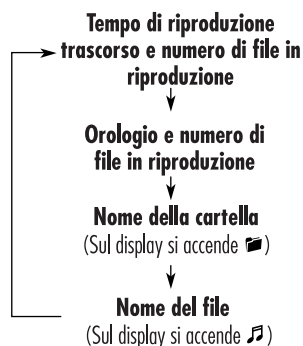 Tempo di riproduzione
trascorso e numero di file in
riproduzione
Orologio e numero di
file in riproduzione
Nome della cartella
(Sul display si accende )
Nome del file
(Sul display si accende ♫)